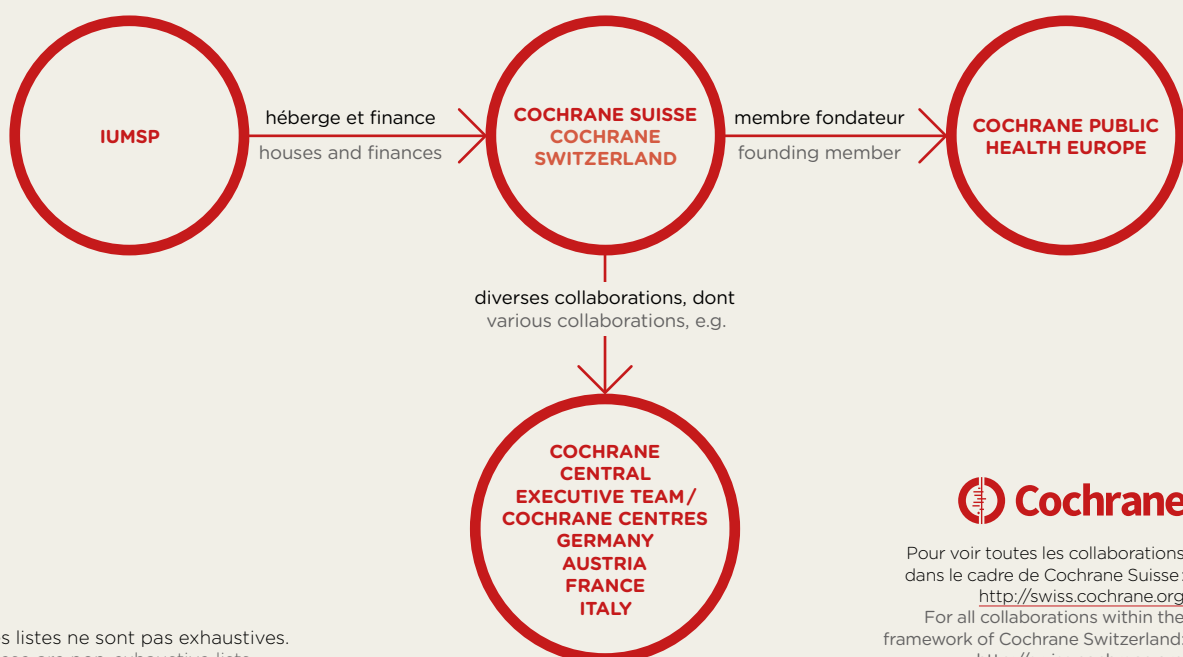 IUMSP
héberge et finance
houses and finances
COCHRANE SUISSE
COCHRANE
SWITZERLAND
membre fondateur
founding member
COCHRANE PUBLIC
HEALTH EUROPE
diverses collaborations, dont
various collaborations, e.g.
COCHRANE
CENTRAL
EXECUTIVE TEAM/
COCHRANE CENTRES
GERMANY
AUSTRIA
FRANCE
ITALY
Cochrane
Pour voir toutes les collaborations
dans le cadre de Cochrane Suisse:
http://swiss.cochrane.org
For all collaborations within the
framework of Cochrane Switzerland:
listes ne sont pas exhaustives.